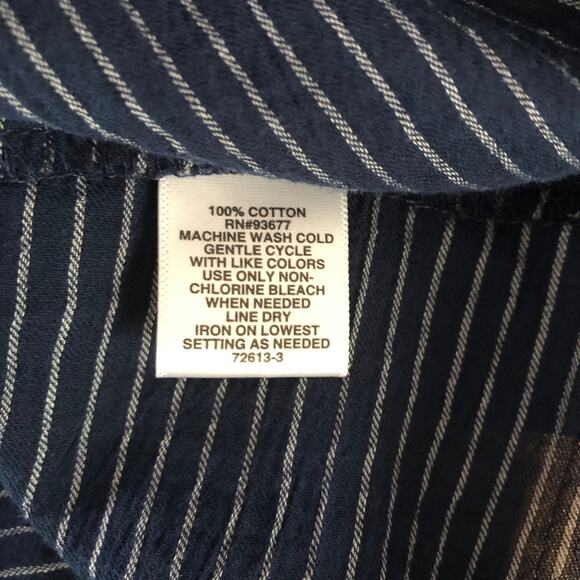 100% COTTON
RN#93677
MACHINE WASH COLD
GENTLE CYCLE
WITH LIKE COLORS
USE ONLY NON-
CHLORINE BLEACH
WHEN NEEDED
LINE DRY
IRON ON LOWEST
SETTING AS NEEDED
72613-3